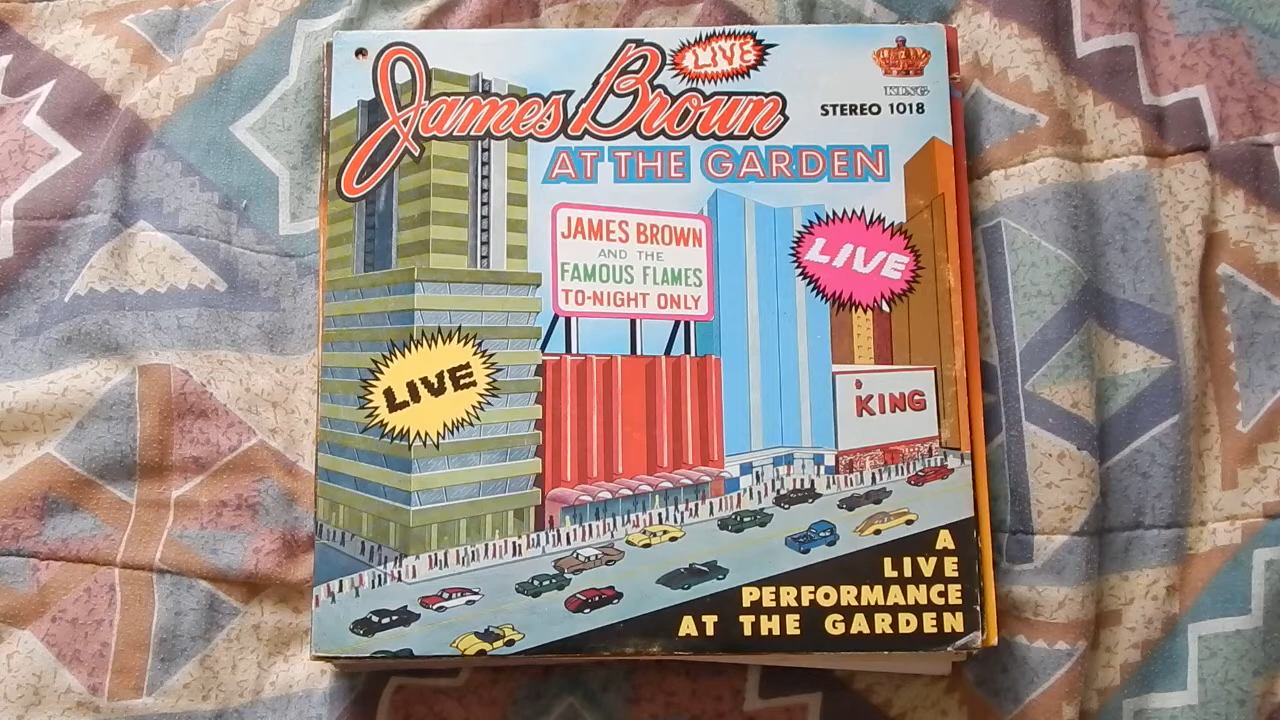 James Brown
LIVE
KING
STEREO 1018
AT THE GARDEN
JAMES BROWN
AND THE
FAMOUS FLAMES
TO-NIGHT ONLY
LIVE
LIVE
KING
A
LIVE
PERFORMANCE
AT THE GARDEN